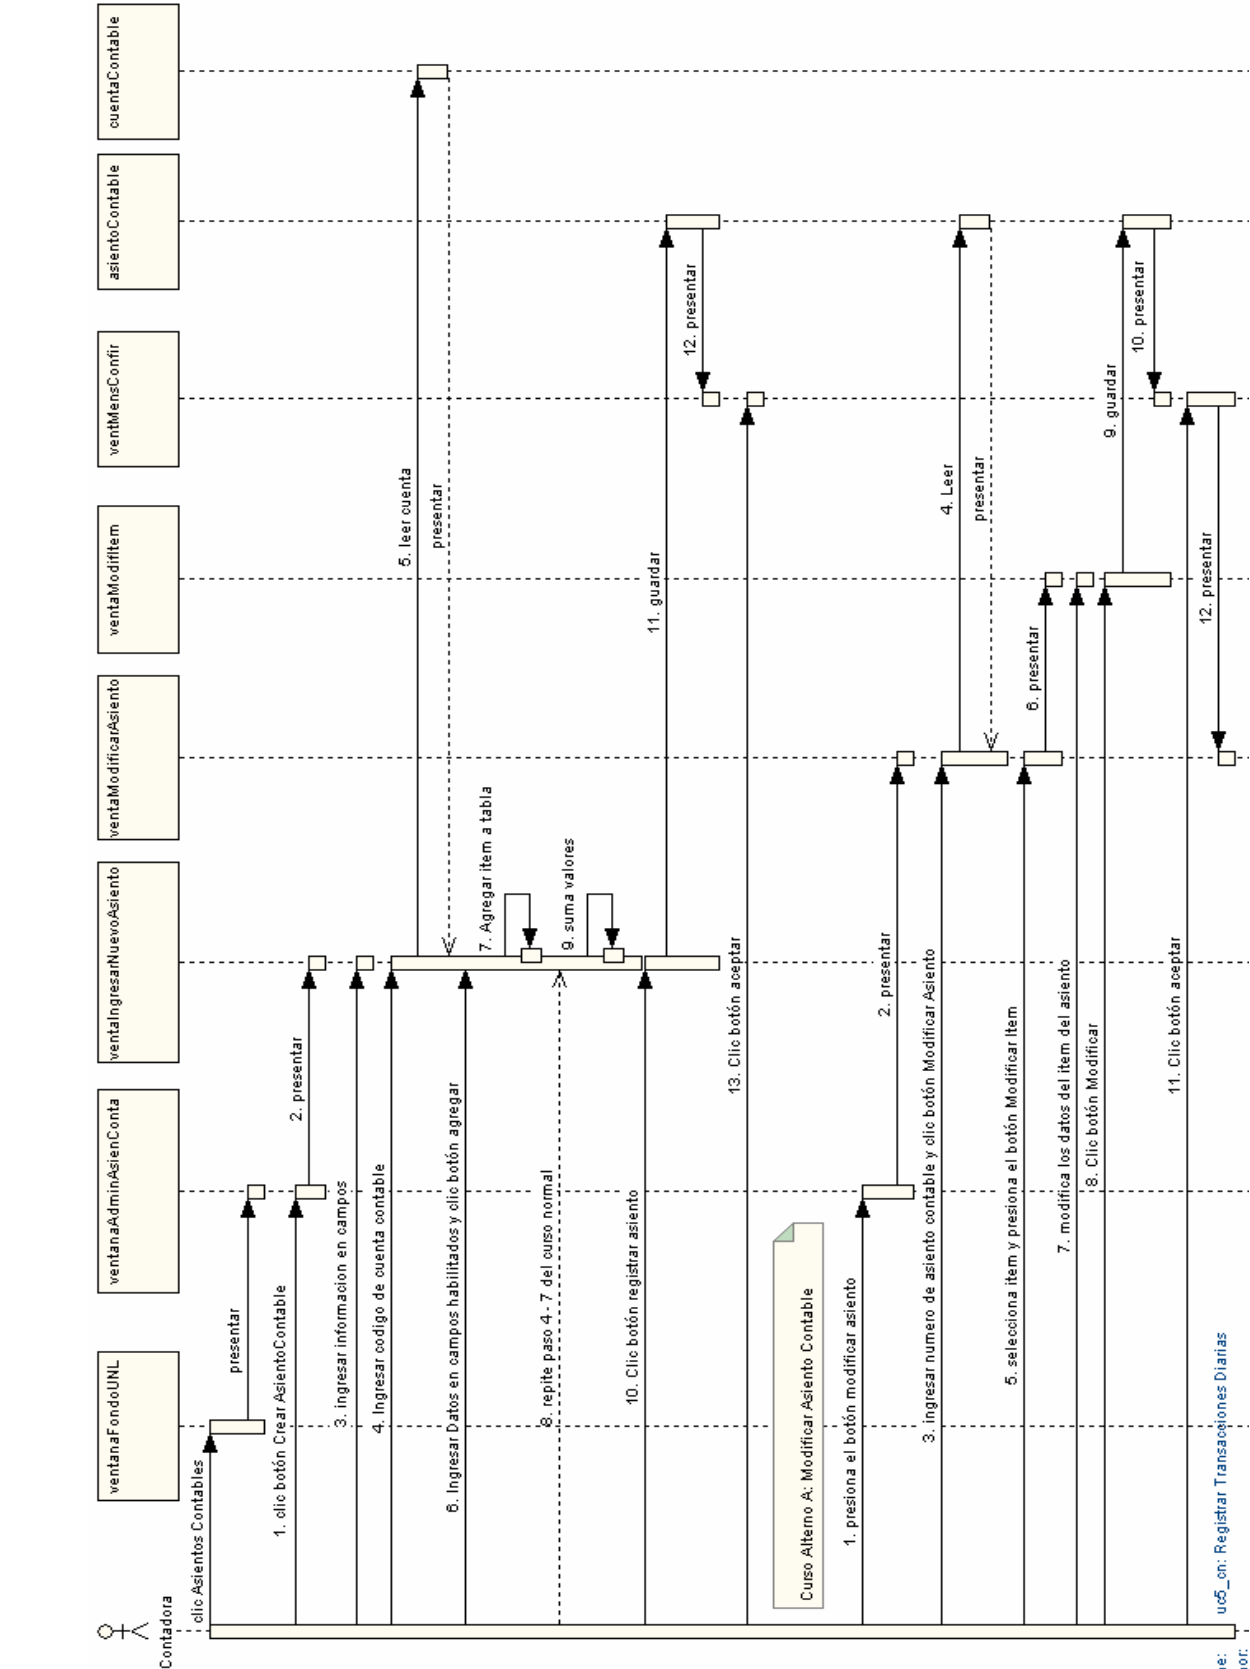 Contadora
ventanaFondoUNL
ventanaAdminAsienConta
ventaIngresarNuevoAsiento
ventaModificarAsiento
ventaModifItem
ventMensConfir
asientoContable
cuentaContable
clic Asientos Contables
presentar
1. clic botón Crear AsientoContable
2. presentar
3. ingresar informacion en campos
4. Ingresar codigo de cuenta contable
5. leer cuenta
presentar
6. Ingresar Datos en campos habilitados y clic botón agregar
7. Agregar item a tabla
8. repite paso 4 - 7 del curso normal
9. suma valores
10. Clic botón registrar asiento
11. guardar
12. presentar
13. Clic botón aceptar
Curso Alterno A: Modificar Asiento Contable
1. presiona el botón modificar asiento
2. presentar
3. ingresar numero de asiento contable y clic botón Modificar Asiento
4. Leer
presentar
5. selecciona item y presiona el botón Modificar Item
6. presentar
7. modifica los datos del item del asiento
8. Clic botón Modificar
9. guardar
10. presentar
11. Clic botón aceptar
12. presentar
e: uc5_cn: Registrar Transacciones Diarias
or: